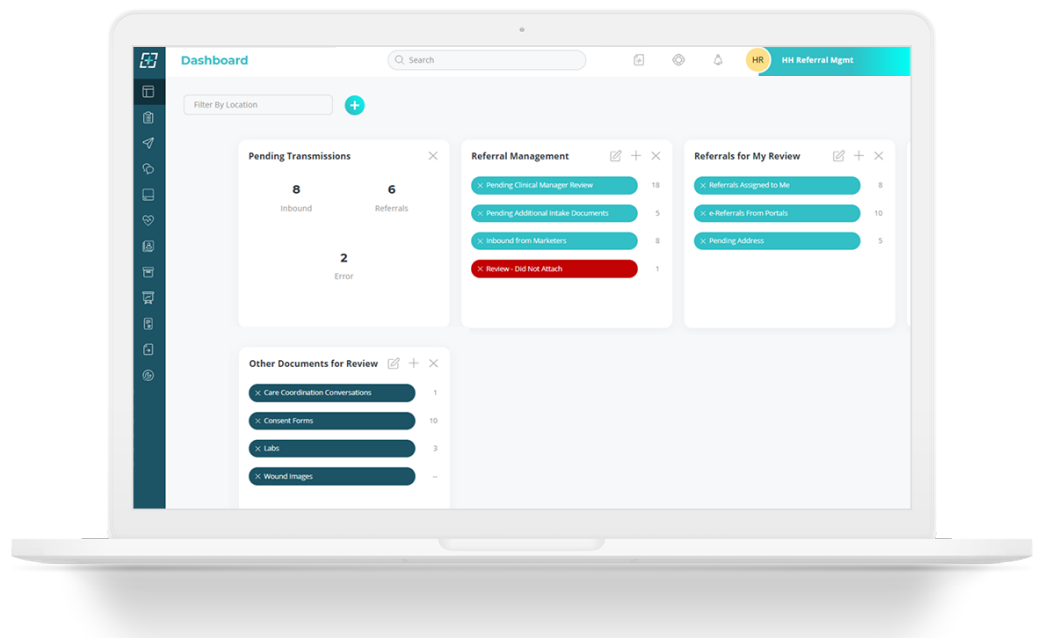 Dashboard
Search
HR
HH Referral Mgmt
Filter By Location
Pending Transmissions
8
6
Inbound
Referrals
2
Error
Referral Management
Pending Clinical Manager Review 18
Pending Additional Intake Documents 5
Inbound from Marketers 8
Review - Did Not Attach 1
Referrals for My Review
Referrals Assigned to Me 8
e-Referrals From Portals 10
Pending Address 5
Other Documents for Review
Care Coordination Conversations 1
Consent Forms 10
Labs 3
Wound Images --